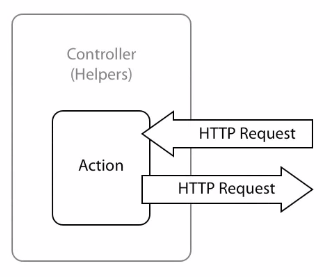 Controller
(Helpers)
HTTP Request
Action
HTTP Request